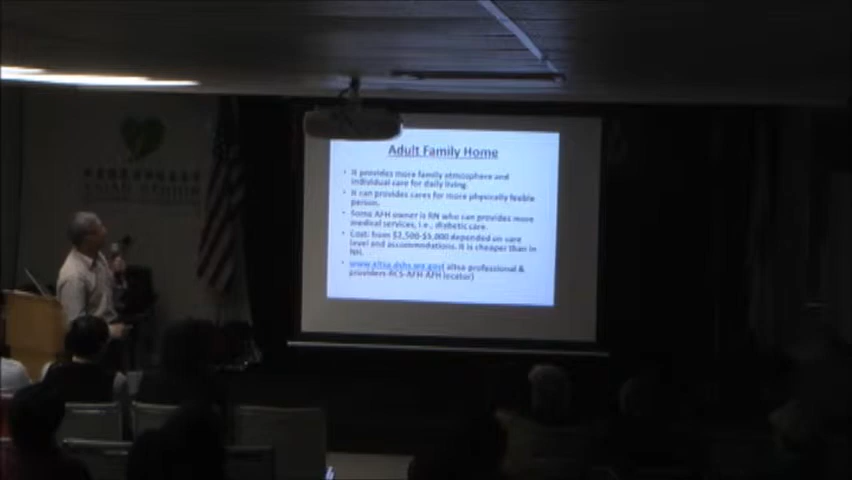 Adult Family Home
• It provides more family atmosphere and
individual care for daily living.
• It can provides cares for more physically feeble
person.
• Some AFH owner is RN who can provides more
medical services, i.e., diabetic care.
• Cost: from $2,500-$5,000 depended on care
level and accommodations. It is cheaper than in
NH.
• www.altsa.dshs.wa.gov( altsa-professional &
providers-RCS-AFH-AFH locator)